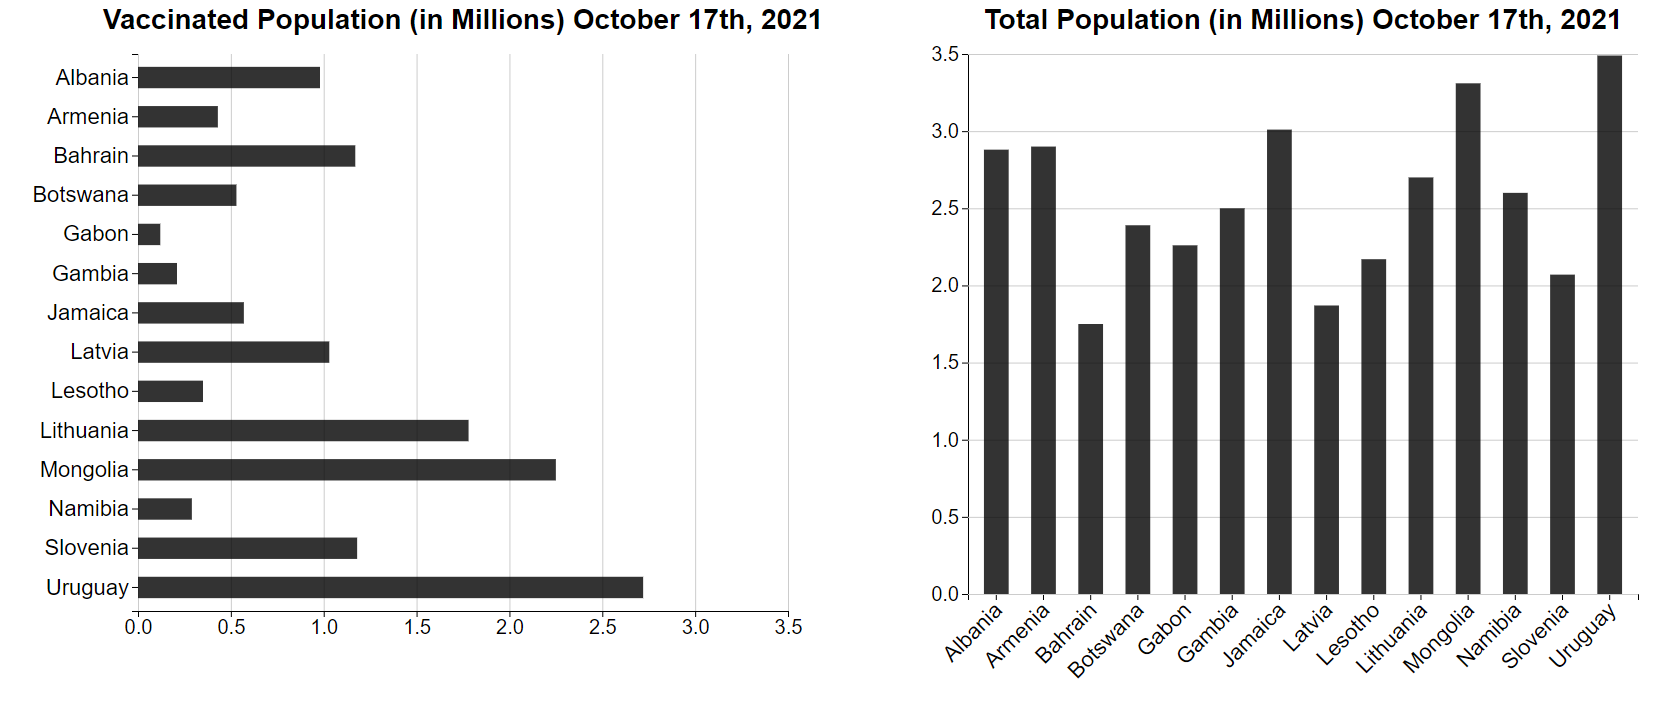 Vaccinated Population (in Millions) October 17th, 2021
Albania
Armenia
Bahrain
Botswana
Gabon
Gambia
Jamaica
Latvia
Lesotho
Lithuania
Mongolia
Namibia
Slovenia
Uruguay
0.0 0.5 1.0 1.5 2.0 2.5 3.0 3.5
Total Population (in Millions) October 17th, 2021
3.5
3.0
2.5
2.0
1.5
1.0
0.5
0.0
Albania
Armenia
Bahrain
Botswana
Gabon
Gambia
Jamaica
Latvia
Lesotho
Lithuania
Mongolia
Namibia
Slovenia
Uruguay